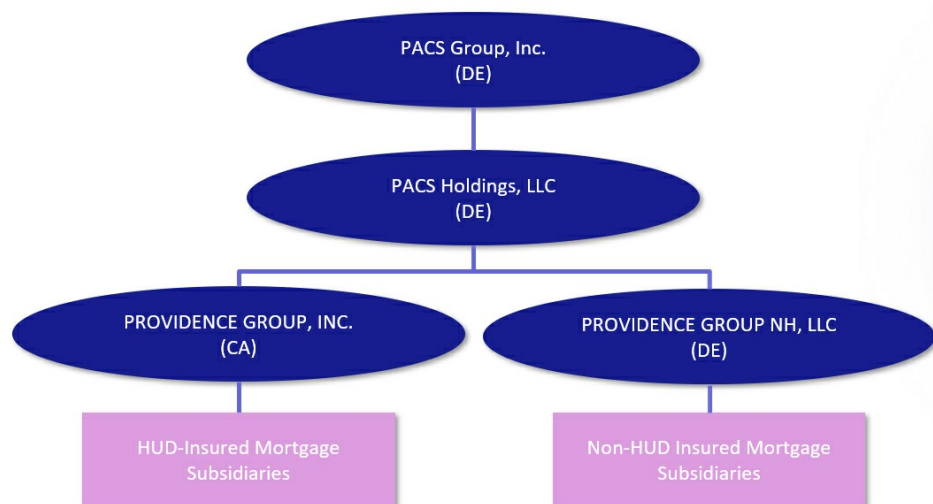 PACS Group, Inc.
(DE)
PACS Holdings, LLC
(DE)
PROVIDENCE GROUP, INC.
(CA)
PROVIDENCE GROUP NH, LLC
(DE)
HUD-Insured Mortgage
Subsidiaries
Non-HUD Insured Mortgage
Subsidiaries